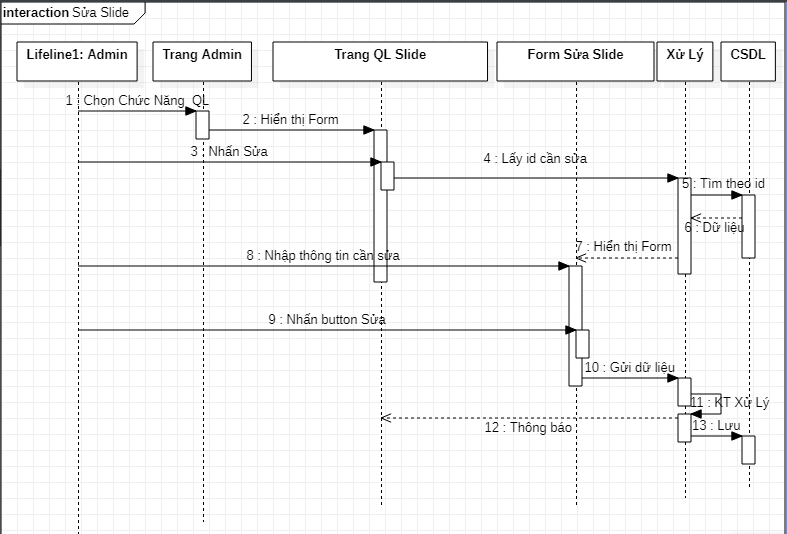 interaction Sửa Slide
Lifeline1: Admin
Trang Admin
Trang QL Slide
Form Sửa Slide
Xử Lý
CSDL
1 : Chọn Chức Năng QL
2 : Hiển thị Form
3 : Nhấn Sửa
4 : Lấy id cần sửa
5 : Tìm theo id
6 : Dữ liệu
7 : Hiển thị Form
8 : Nhập thông tin cần sửa
9 : Nhấn button Sửa
10 : Gửi dữ liệu
11 : KT Xử Lý
12 : Thông báo
13 : Lưu